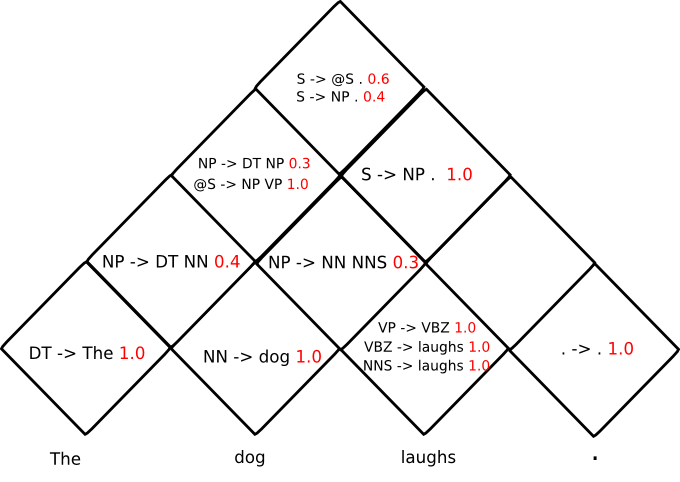 S -> @S . 0.6
S -> NP . 0.4
NP -> DT NP 0.3
@S -> NP VP 1.0
S -> NP . 1.0
NP -> DT NN 0.4
NP -> NN NNS 0.3
DT -> The 1.0
NN -> dog 1.0
VP -> VBZ 1.0
VBZ -> laughs 1.0
NNS -> laughs 1.0
. -> . 1.0
The dog laughs .